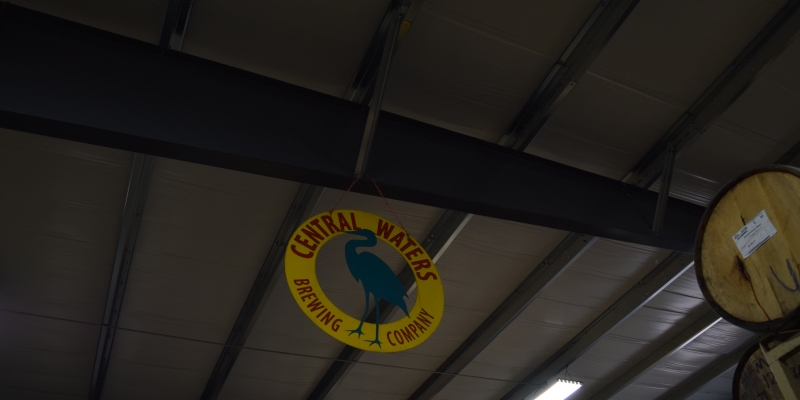 CENTRAL WATERS
BREWING COMPANY